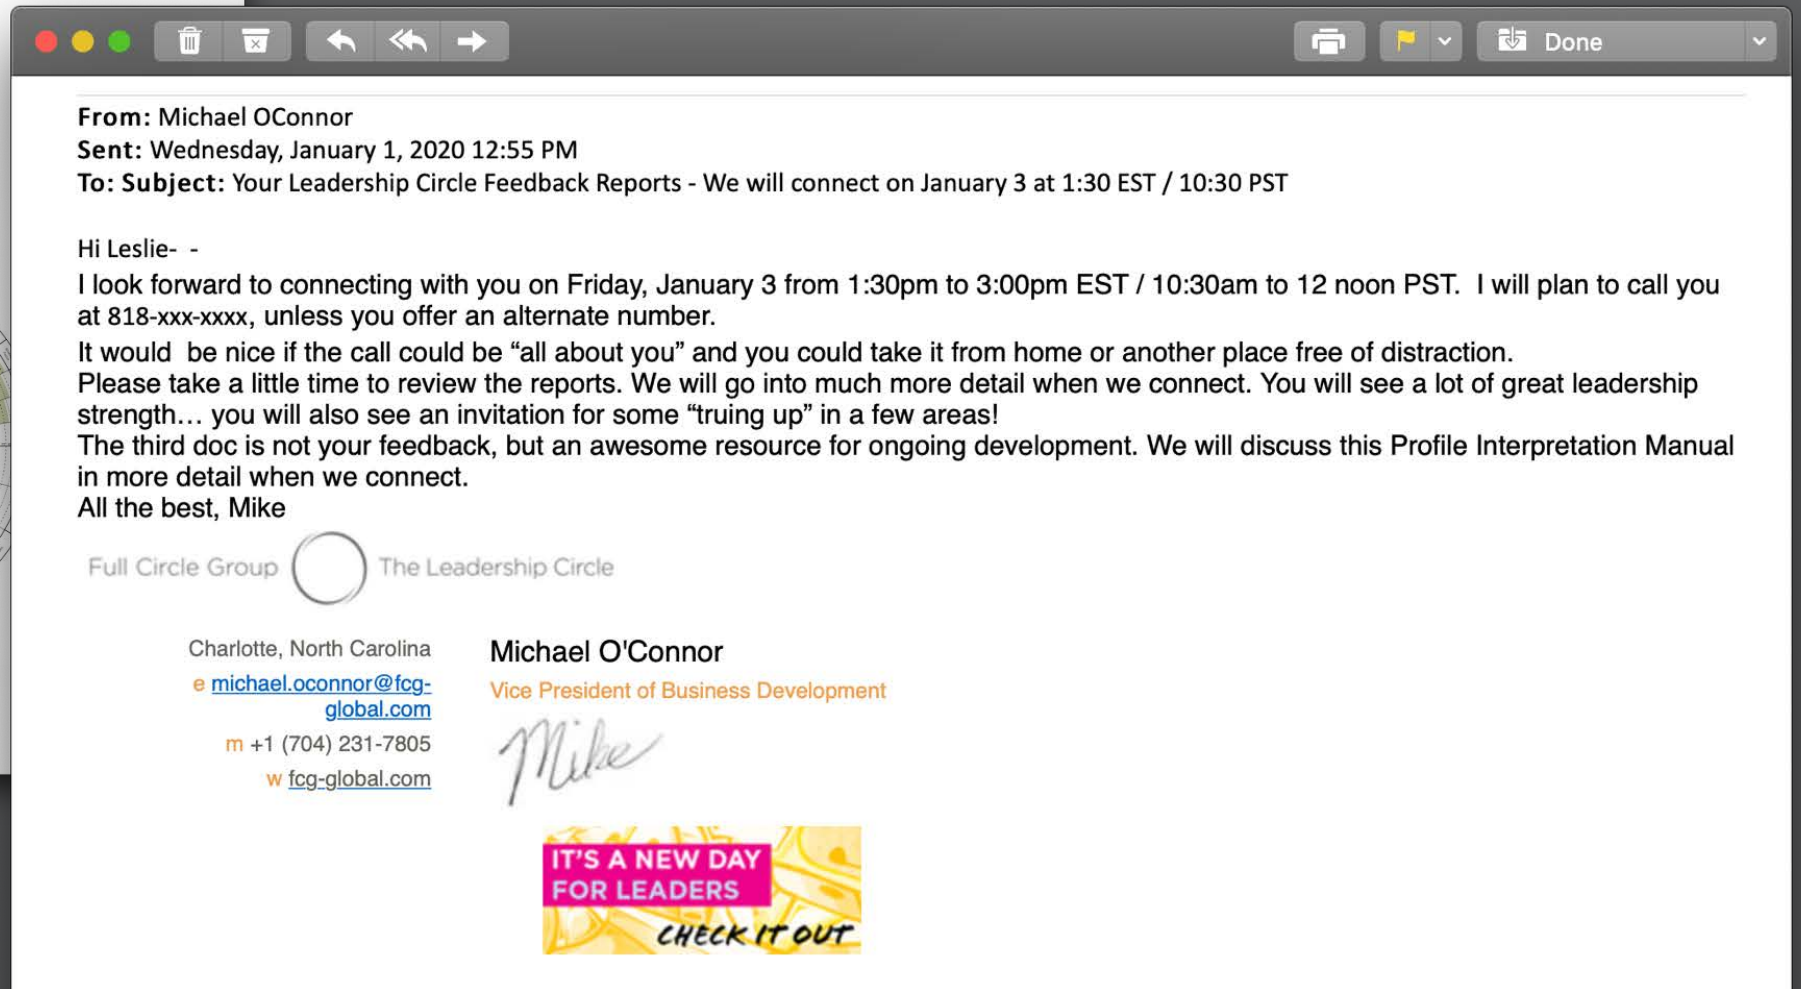 Done
From: Michael OConnor
Sent: Wednesday, January 1, 2020 12:55 PM
To: Subject: Your Leadership Circle Feedback Reports - We will connect on January 3 at 1:30 EST / 10:30 PST
Hi Leslie-  -
I look forward to connecting with you on Friday, January 3 from 1:30pm to 3:00pm EST / 10:30am to 12 noon PST.  I will plan to call you
at 818-xxx-xxxx, unless you offer an alternate number.
It would  be nice if the call could be “all about you” and you could take it from home or another place free of distraction.
Please take a little time to review the reports. We will go into much more detail when we connect. You will see a lot of great leadership
strength… you will also see an invitation for some “truing up” in a few areas!
The third doc is not your feedback, but an awesome resource for ongoing development. We will discuss this Profile Interpretation Manual
in more detail when we connect.
All the best, Mike
Full Circle Group The Leadership Circle
Charlotte, North Carolina
e michael.oconnor@fcg-
global.com
m +1 (704) 231-7805
w fcg-global.com
Michael O'Connor
Vice President of Business Development
Mike
IT'S A NEW DAY
FOR LEADERS
CHECK IT OUT